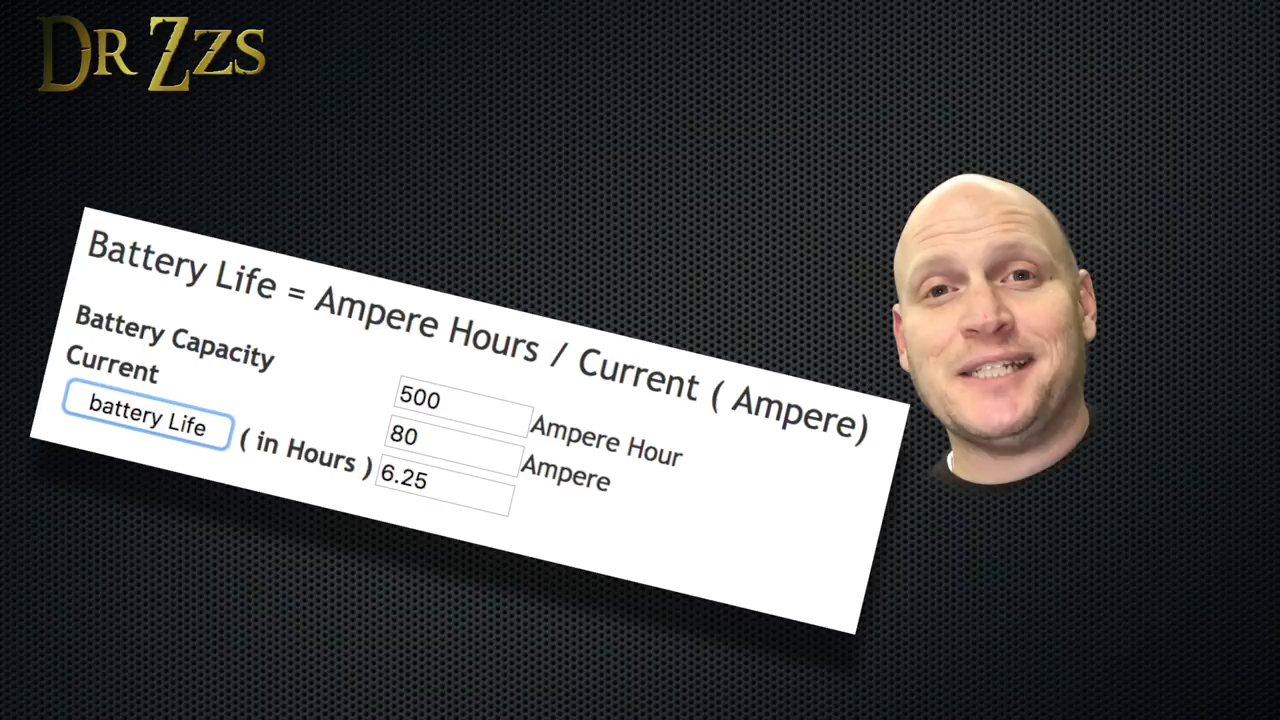 DR ZZS
Battery Life = Ampere Hours / Current ( Ampere)
Battery Capacity 500 Ampere Hour
Current 80 Ampere
battery Life ( in Hours ) 6.25